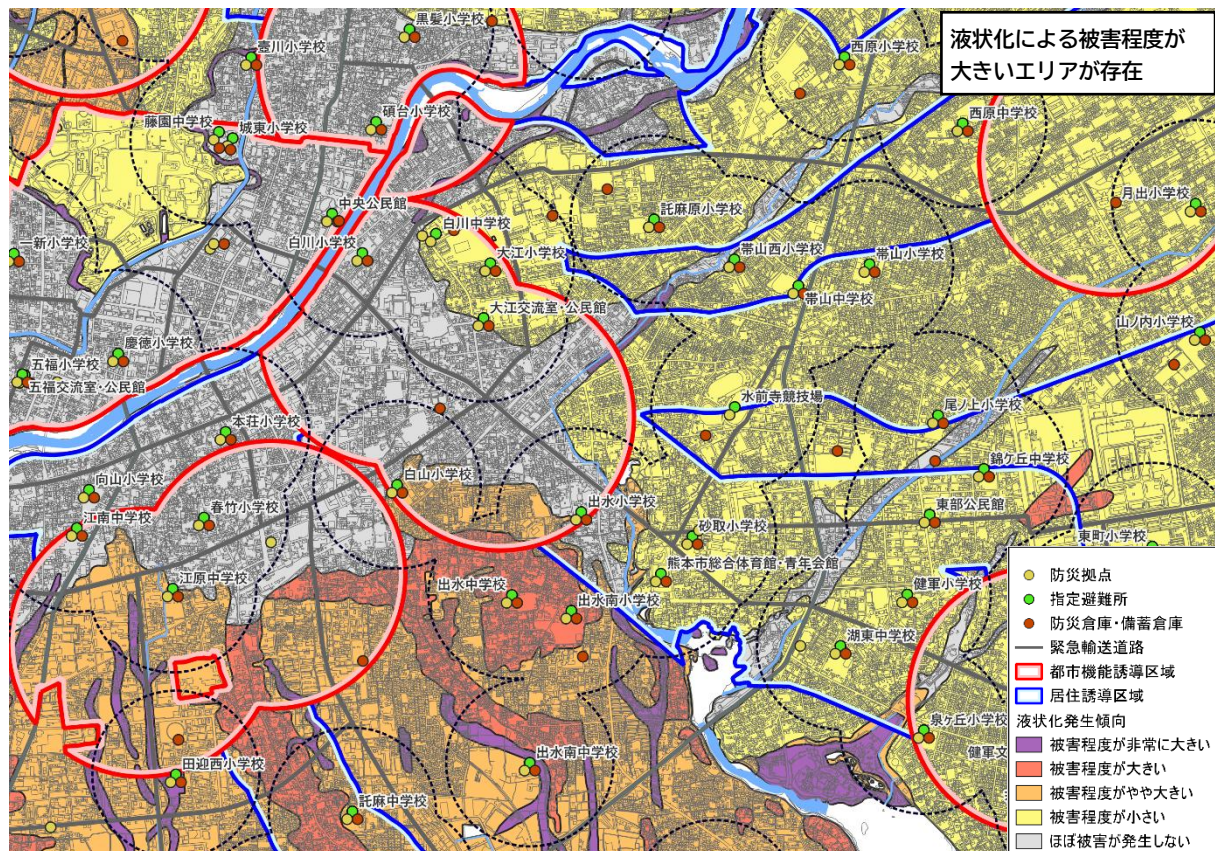 液状化による被害程度が
大きいエリアが存在
黒髪小学校
壺川小学校
西原小学校
碩台小学校
藤園中学校
城東小学校
西原中学校
月出小学校
中央公民館
託麻原小学校
白川中学校
一新小学校
白川小学校
大江小学校
帯山西小学校
帯山小学校
帯山中学校
大江交流室・公民館
山ノ内小学校
慶徳小学校
五福小学校
五福交流室・公民館
水前寺競技場
尾ノ上小学校
本荘小学校
錦ケ丘中学校
向山小学校
白山小学校
江南中学校
春竹小学校
出水小学校
砂取小学校
東部公民館
東町小学校
熊本市総合体育館・青年会館
江原中学校
出水中学校
出水南小学校
健軍小学校
湖東中学校
泉ヶ丘小学校
健軍文
出水南中学校
田迎西小学校
託麻中学校
防災拠点
指定避難所
防災倉庫・備蓄倉庫
緊急輸送道路
都市機能誘導区域
居住誘導区域
液状化発生傾向
被害程度が非常に大きい
被害程度が大きい
被害程度がやや大きい
被害程度が小さい
ほぼ被害が発生しない